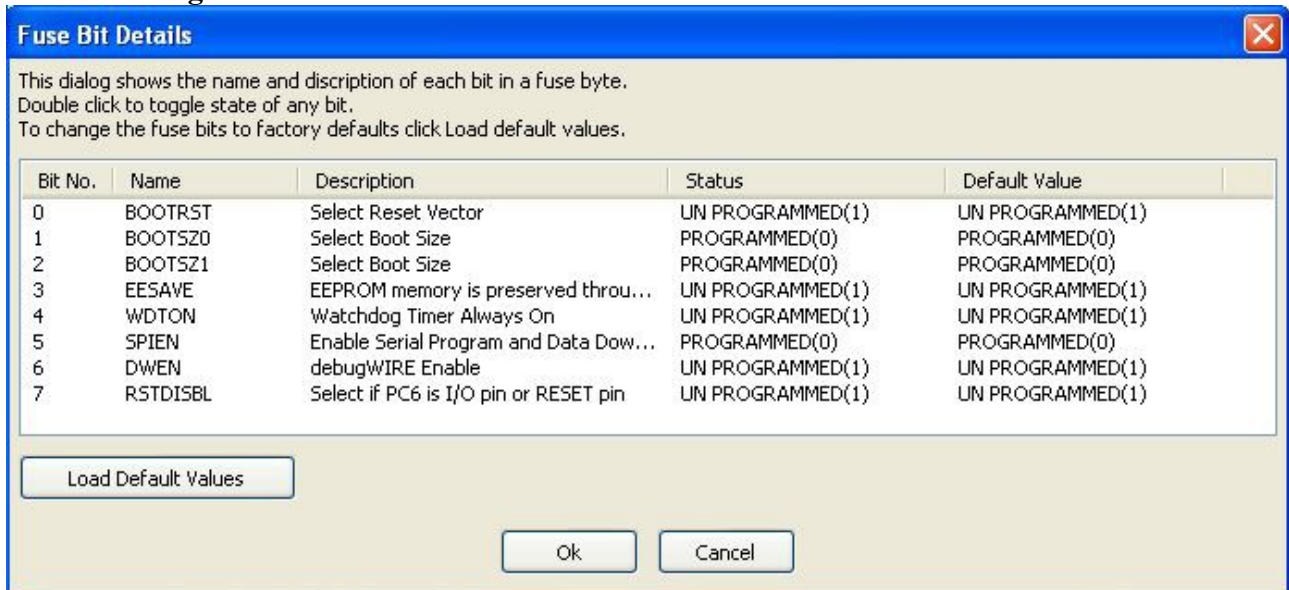 Fuse Bit Details
This dialog shows the name and discription of each bit in a fuse byte.
Double click to toggle state of any bit.
To change the fuse bits to factory defaults click Load default values.
Bit No. Name Description Status Default Value
0 BOOTRST Select Reset Vector UN PROGRAMMED(1) UN PROGRAMMED(1)
1 BOOTSZ0 Select Boot Size PROGRAMMED(0) PROGRAMMED(0)
2 BOOTSZ1 Select Boot Size PROGRAMMED(0) PROGRAMMED(0)
3 EESAVE EEPROM memory is preserved throu... UN PROGRAMMED(1) UN PROGRAMMED(1)
4 WDTON Watchdog Timer Always On UN PROGRAMMED(1) UN PROGRAMMED(1)
5 SPIEN Enable Serial Program and Data Dow... PROGRAMMED(0) PROGRAMMED(0)
6 DWEN debugWIRE Enable UN PROGRAMMED(1) UN PROGRAMMED(1)
7 RSTDISBL Select if PC6 is I/O pin or RESET pin UN PROGRAMMED(1) UN PROGRAMMED(1)
Load Default Values
Ok Cancel